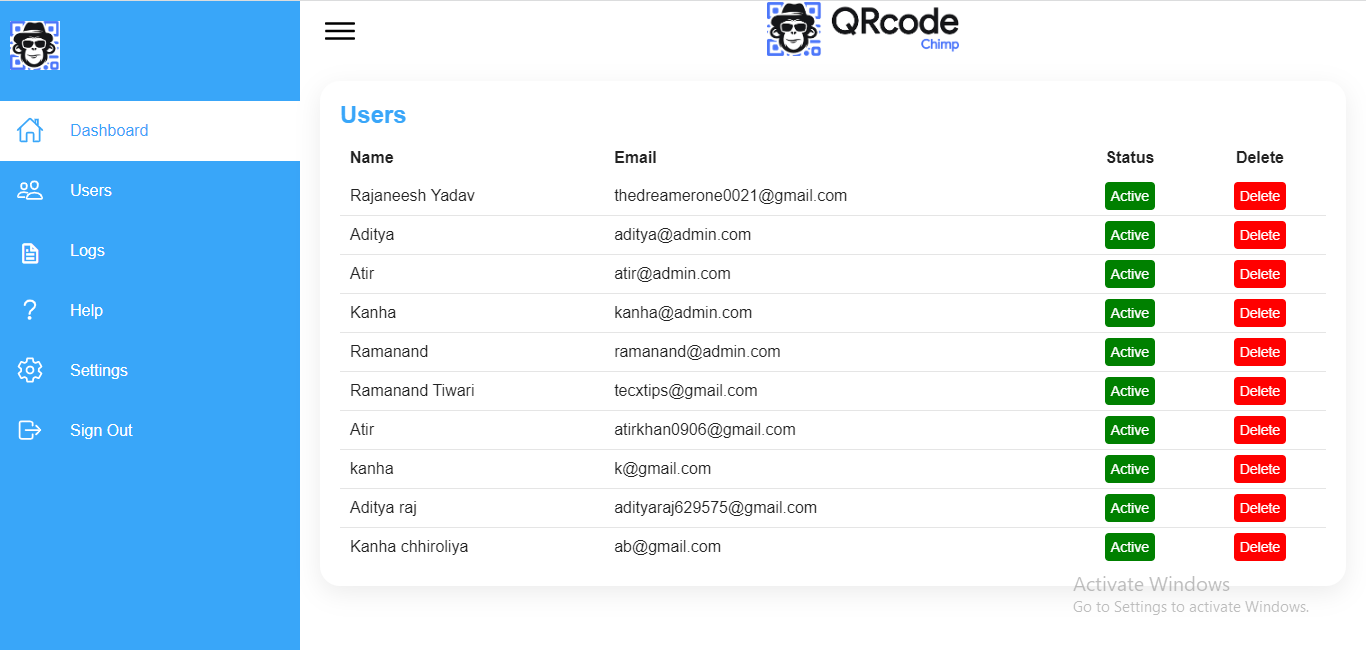 QRcode
Chimp
Dashboard
Users
Logs
Help
Settings
Sign Out
Users
Name Email Status Delete
Rajaneesh Yadav thedreamerone0021@gmail.com Active Delete
Aditya aditya@admin.com Active Delete
Atir atir@admin.com Active Delete
Kanha kanha@admin.com Active Delete
Ramanand ramanand@admin.com Active Delete
Ramanand Tiwari tecxtips@gmail.com Active Delete
Atir atirkhan0906@gmail.com Active Delete
kanha k@gmail.com Active Delete
Aditya raj adityaraj629575@gmail.com Active Delete
Kanha chhiroliya ab@gmail.com Active Delete
Activate Windows
Go to Settings to activate Windows.